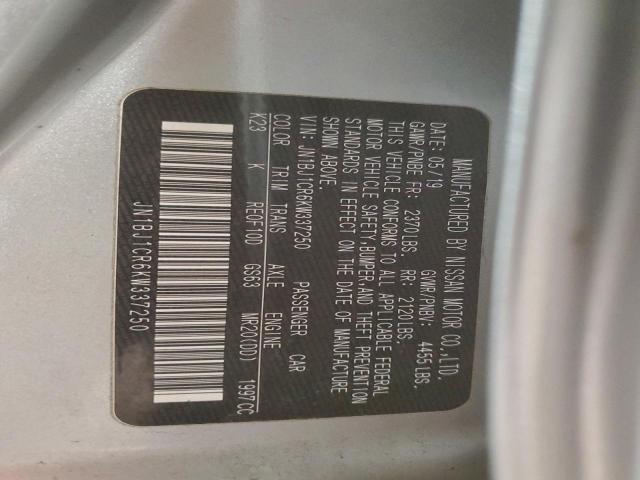 MANUFACTURED BY NISSAN MOTOR CO.,LTD.
DATE: 05/19 GVWR/PNBV: 4455LBS.
GAWR/PNBE FR: 2370LBS. RR: 2120LBS.
THIS VEHICLE CONFORMS TO ALL APPLICABLE FEDERAL
MOTOR VEHICLE SAFETY,BUMPER,AND THEFT PREVENTION
STANDARDS IN EFFECT ON THE DATE OF MANUFACTURE
SHOWN ABOVE.
VIN: JN1BJ1CR6KW337250 PASSENGER CAR
COLOR TRIM TRANS AXLE ENGINE
K23 K RE0F10D GS63 MR20(DD) 1997CC
JN1BJ1CR6KW337250